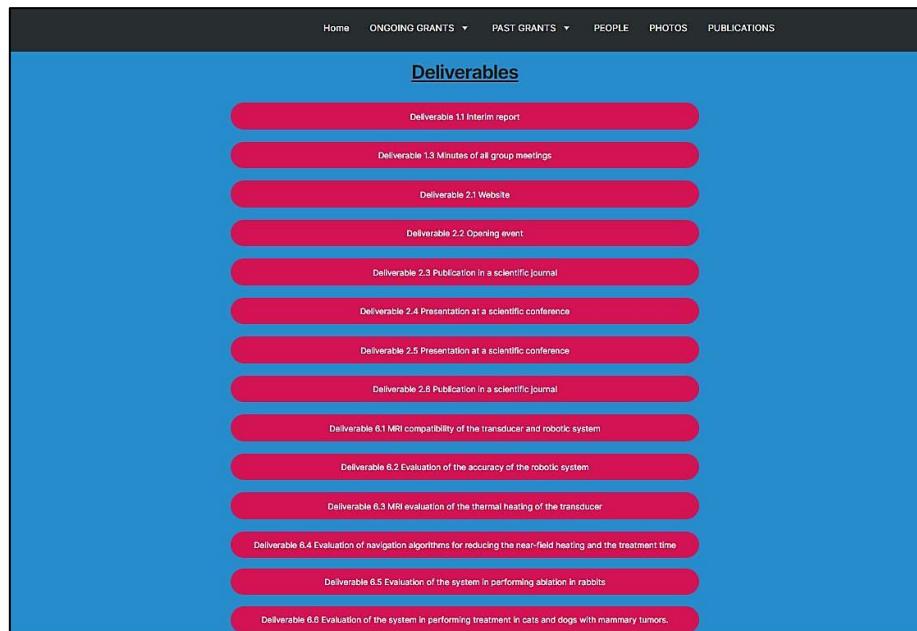 Home ONGOING GRANTS PAST GRANTS PEOPLE PHOTOS PUBLICATIONS
Deliverables
Deliverable 1.1 Interim report
Deliverable 1.3 Minutes of all group meetings
Deliverable 2.1 Website
Deliverable 2.2 Opening event
Deliverable 2.3 Publication in a scientific journal
Deliverable 2.4 Presentation at a scientific conference
Deliverable 2.5 Presentation at a scientific conference
Deliverable 2.6 Publication in a scientific journal
Deliverable 6.1 MRI compatibility of the transducer and robotic system
Deliverable 6.2 Evaluation of the accuracy of the robotic system
Deliverable 6.3 MRI evaluation of the thermal heating of the transducer
Deliverable 6.4 Evaluation of navigation algorithms for reducing the near-field heating and the treatment time
Deliverable 6.5 Evaluation of the system in performing ablation in rabbits
Deliverable 6.6 Evaluation of the system in performing treatment in cats and dogs with mammary tumors.